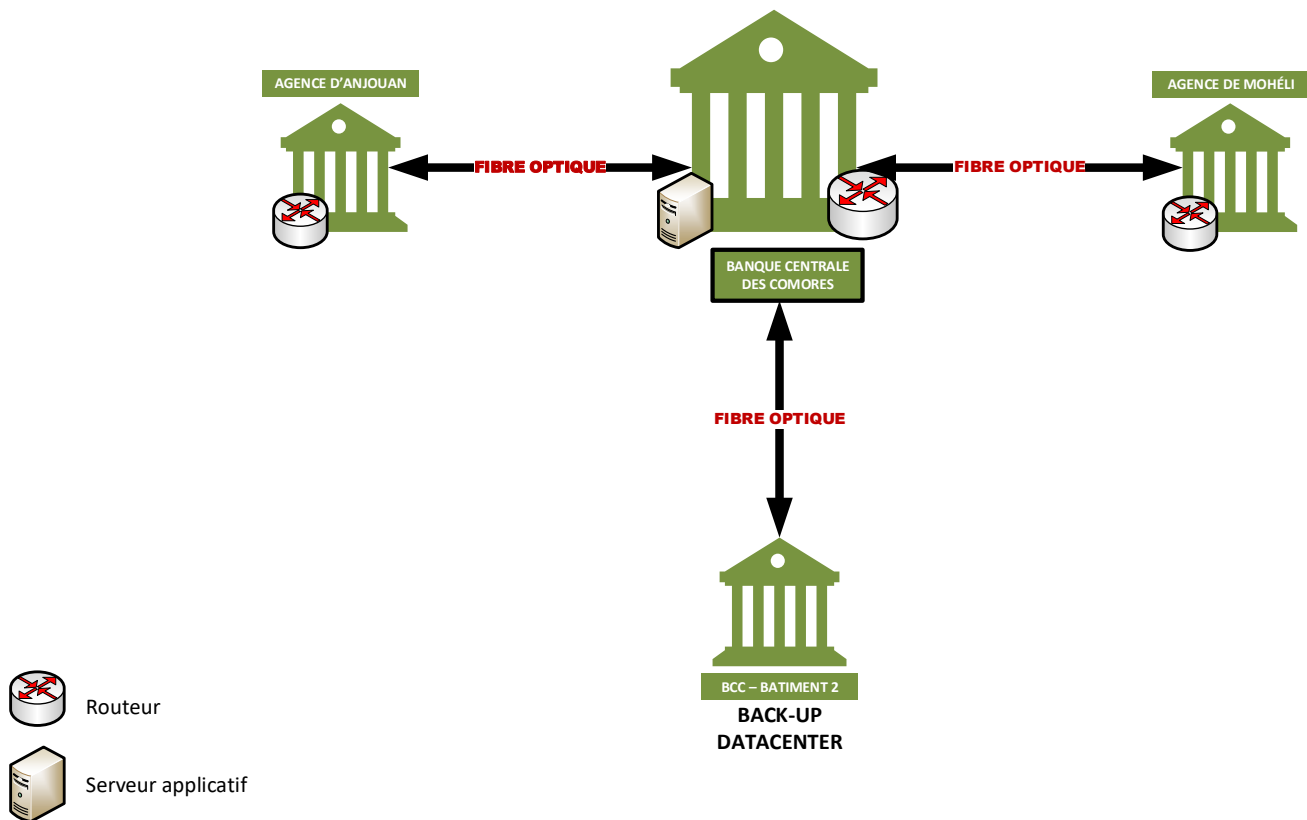 AGENCE D’ANJOUAN
AGENCE DE MOHÉLI
FIBRE OPTIQUE
FIBRE OPTIQUE
BANQUE CENTRALE
DES COMORES
FIBRE OPTIQUE
BCC – BATIMENT 2
BACK-UP
DATACENTER
Routeur
Serveur applicatif